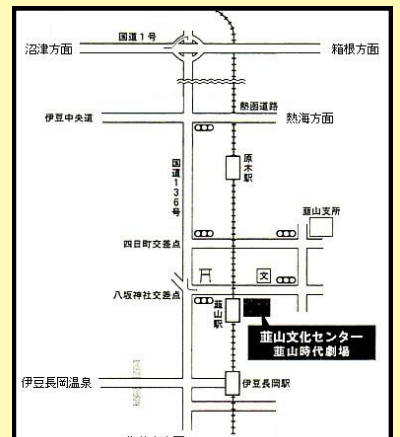 国道1号
沼津方面
箱根方面
熱函道路
伊豆中央道
熱海方面
国道136号
原木駅
韮山支所
四日町交差点
文
八坂神社交差点
韮山駅
韮山文化センター
韮山時代劇場
伊豆長岡温泉
伊豆長岡駅